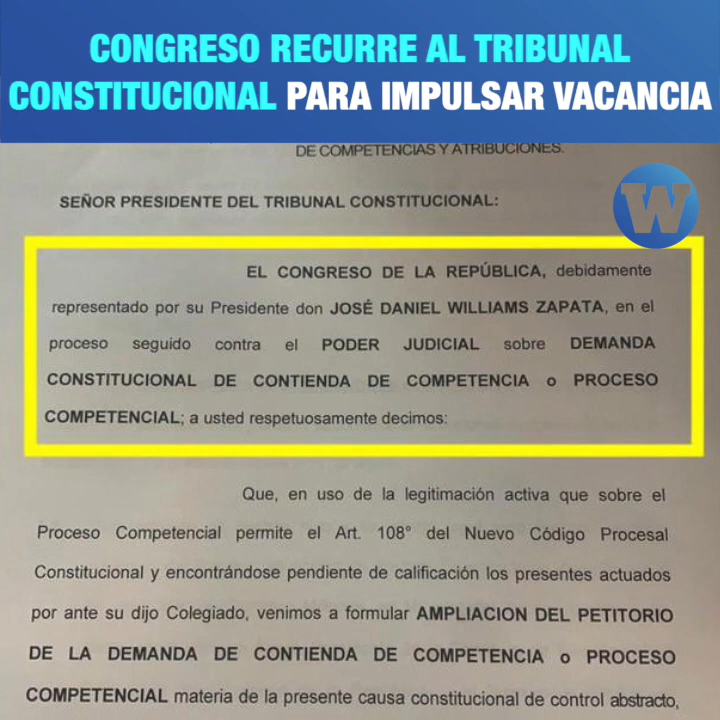 CONGRESO RECURRE AL TRIBUNAL
CONSTITUCIONAL PARA IMPULSAR VACANCIA
DE COMPETENCIAS Y ATRIBUCIONES.
W
SEÑOR PRESIDENTE DEL TRIBUNAL CONSTITUCIONAL:
EL CONGRESO DE LA REPÚBLICA, debidamente
representado por su Presidente don JOSÉ DANIEL WILLIAMS ZAPATA, en el
proceso seguido contra el PODER JUDICIAL sobre DEMANDA
CONSTITUCIONAL DE CONTIENDA DE COMPETENCIA o PROCESO
COMPETENCIAL; a usted respetuosamente decimos:
Que, en uso de la legitimación activa que sobre el
Proceso Competencial permite el Art. 108° del Nuevo Código Procesal
Constitucional y encontrándose pendiente de calificación los presentes actuados
por ante su dijo Colegiado, venimos a formular AMPLIACION DEL PETITORIO
DE LA DEMANDA DE CONTIENDA DE COMPETENCIA o PROCESO
COMPETENCIAL materia de la presente causa constitucional de control abstracto,